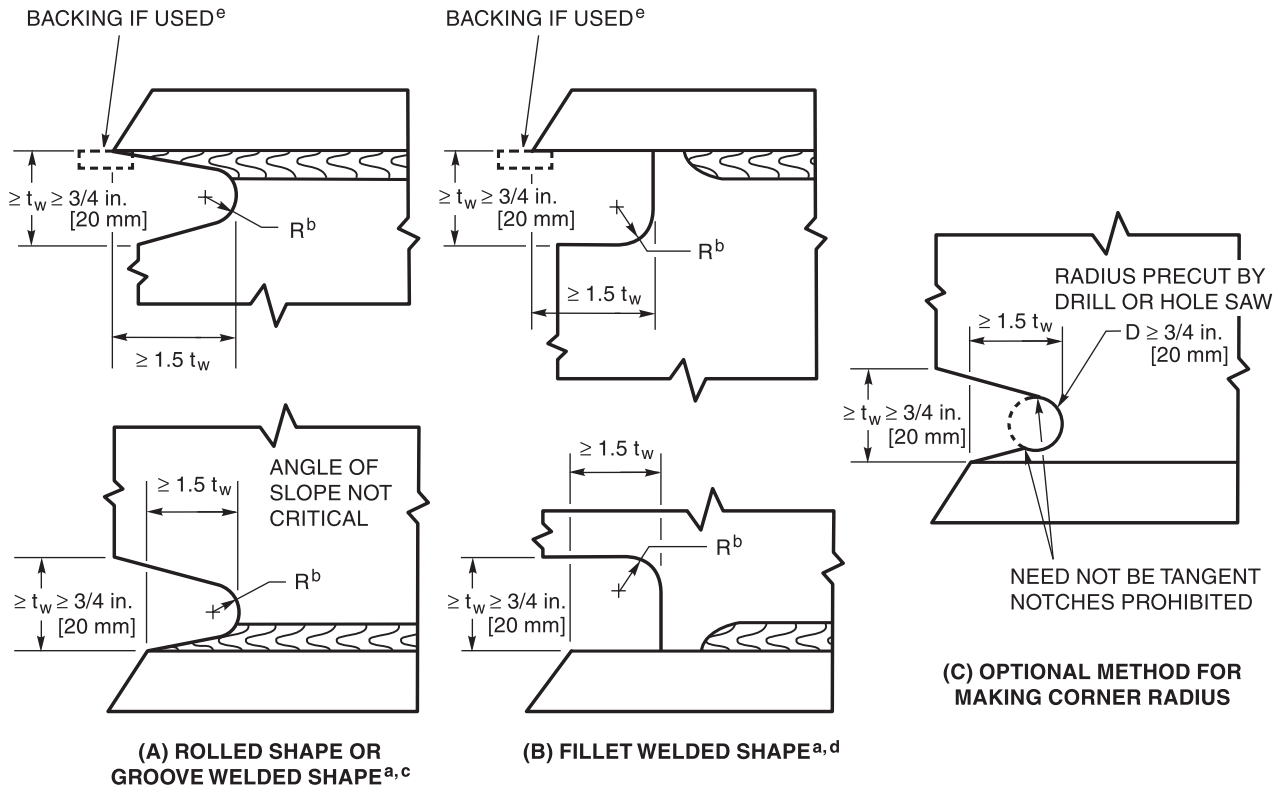 BACKING IF USEDe
≥ tw ≥ 3/4 in.
[20 mm]
Rb
≥ 1.5 tw
BACKING IF USEDe
≥ tw ≥ 3/4 in.
[20 mm]
Rb
≥ 1.5 tw
≥ 1.5 tw
ANGLE OF
SLOPE NOT
CRITICAL
Rb
≥ tw ≥ 3/4 in.
[20 mm]
(A) ROLLED SHAPE OR
GROOVE WELDED SHAPEa,c
≥ 1.5 tw
Rb
≥ tw ≥ 3/4 in.
[20 mm]
(B) FILLET WELDED SHAPEa,d
RADIUS PRECUT BY
DRILL OR HOLE SAW
≥ 1.5 tw
D ≥ 3/4 in.
[20 mm]
≥ tw ≥ 3/4 in.
[20 mm]
NEED NOT BE TANGENT
NOTCHES PROHIBITED
(C) OPTIONAL METHOD FOR
MAKING CORNER RADIUS